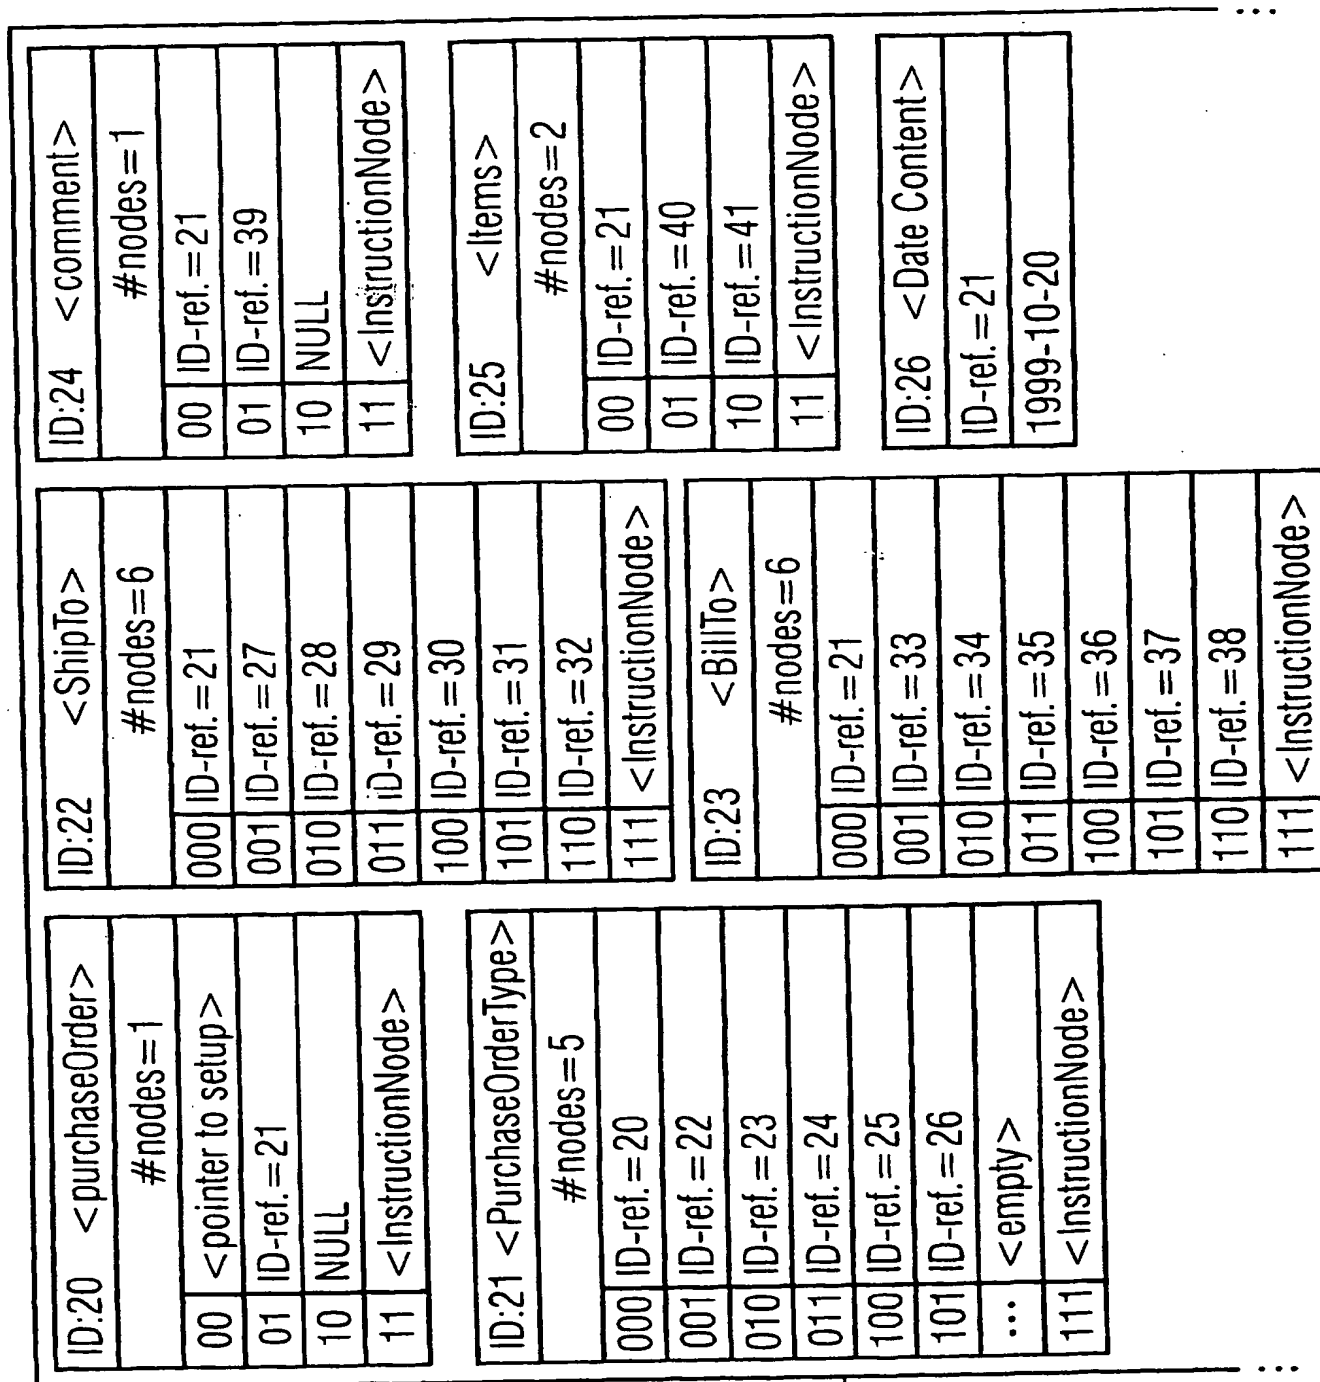 ID:20 <purchaseOrder>
#nodes=1
00 <pointer to setup>
01 ID-ref.=21
10 NULL
11 <InstructionNode>
ID:21 <PurchaseOrderType>
#nodes=5
000 ID-ref.=20
001 ID-ref.=22
010 ID-ref.=23
011 ID-ref.=24
100 ID-ref.=25
101 ID-ref.=26
... <empty>
111 <InstructionNode>
ID:22 <ShipTo>
#nodes=6
000 ID-ref.=21
001 ID-ref.=27
010 ID-ref.=28
011 ID-ref.=29
100 ID-ref.=30
101 ID-ref.=31
110 ID-ref.=32
111 <InstructionNode>
ID:23 <BillTo>
#nodes=6
000 ID-ref.=21
001 ID-ref.=33
010 ID-ref.=34
011 ID-ref.=35
100 ID-ref.=36
101 ID-ref.=37
110 ID-ref.=38
111 <InstructionNode>
ID:24 <comment>
#nodes=1
00 ID-ref.=21
01 ID-ref.=39
10 NULL
11 <InstructionNode>
ID:25 <Items>
#nodes=2
00 ID-ref.=21
01 ID-ref.=40
10 ID-ref.=41
11 <InstructionNode>
ID:26 <Date Content>
ID-ref.=21
1999-10-20